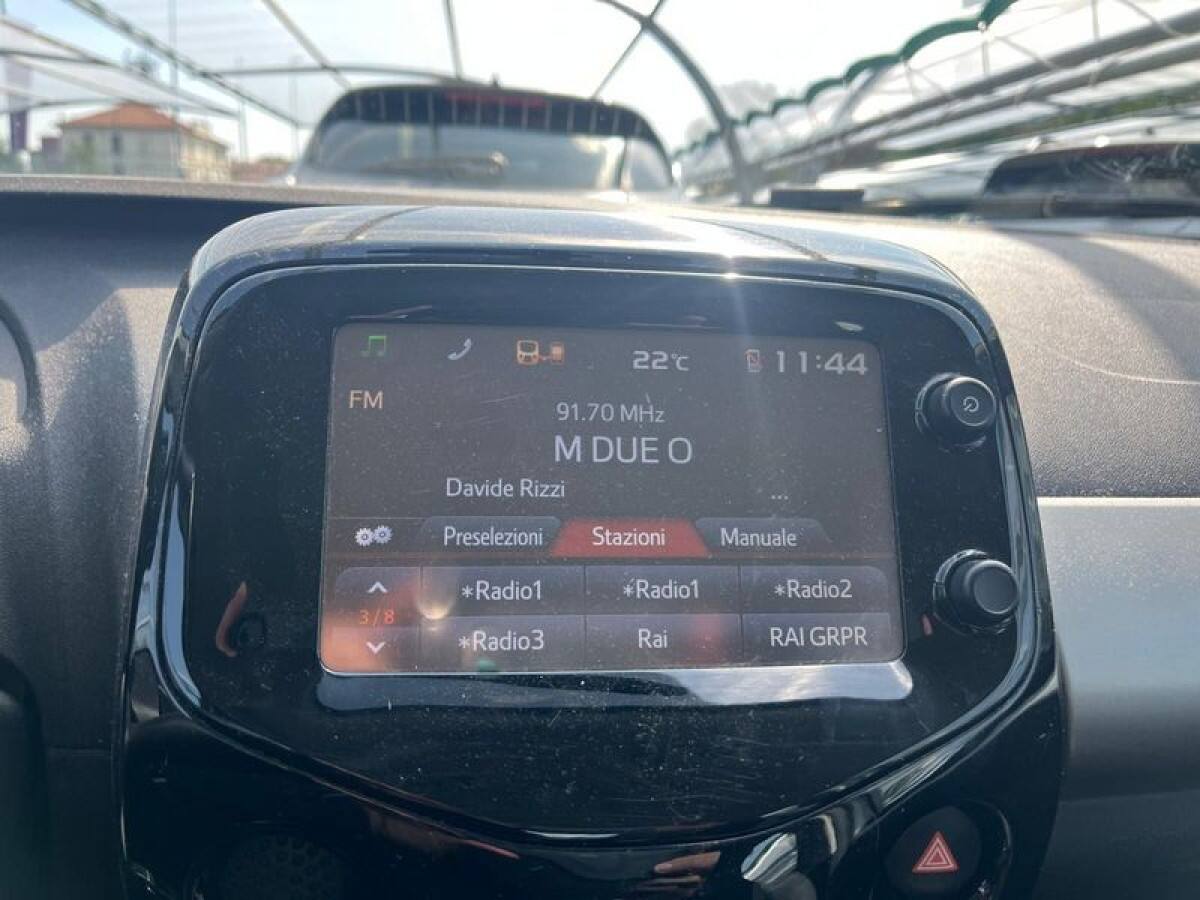 22°C 11:44
FM
91.70 MHz
M DUE O
Davide Rizzi ...
Preselezioni Stazioni Manuale
*Radio1 *Radio1 *Radio2
3/8
*Radio3 Rai RAI GRPR